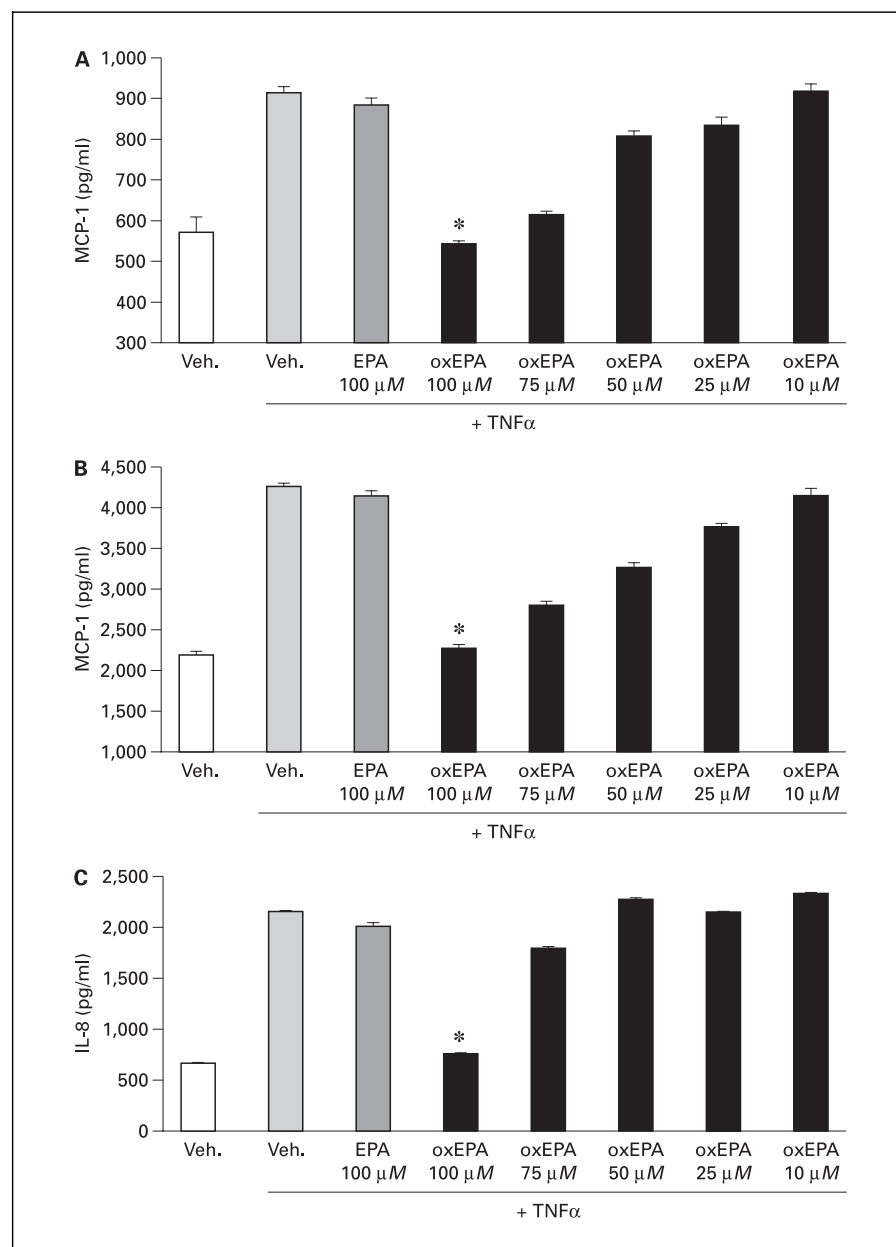 A
1,000
900
800
700
600
500
400
300
MCP-1 (pg/ml)
*
Veh. Veh. EPA oxEPA oxEPA oxEPA oxEPA oxEPA
100 μM 100 μM 75 μM 50 μM 25 μM 10 μM
+ TNFα
B
4,500
4,000
3,500
3,000
2,500
2,000
1,500
1,000
MCP-1 (pg/ml)
*
Veh. Veh. EPA oxEPA oxEPA oxEPA oxEPA oxEPA
100 μM 100 μM 75 μM 50 μM 25 μM 10 μM
+ TNFα
C
2,500
2,000
1,500
1,000
500
0
IL-8 (pg/ml)
*
Veh. Veh. EPA oxEPA oxEPA oxEPA oxEPA oxEPA
100 μM 100 μM 75 μM 50 μM 25 μM 10 μM
+ TNFα